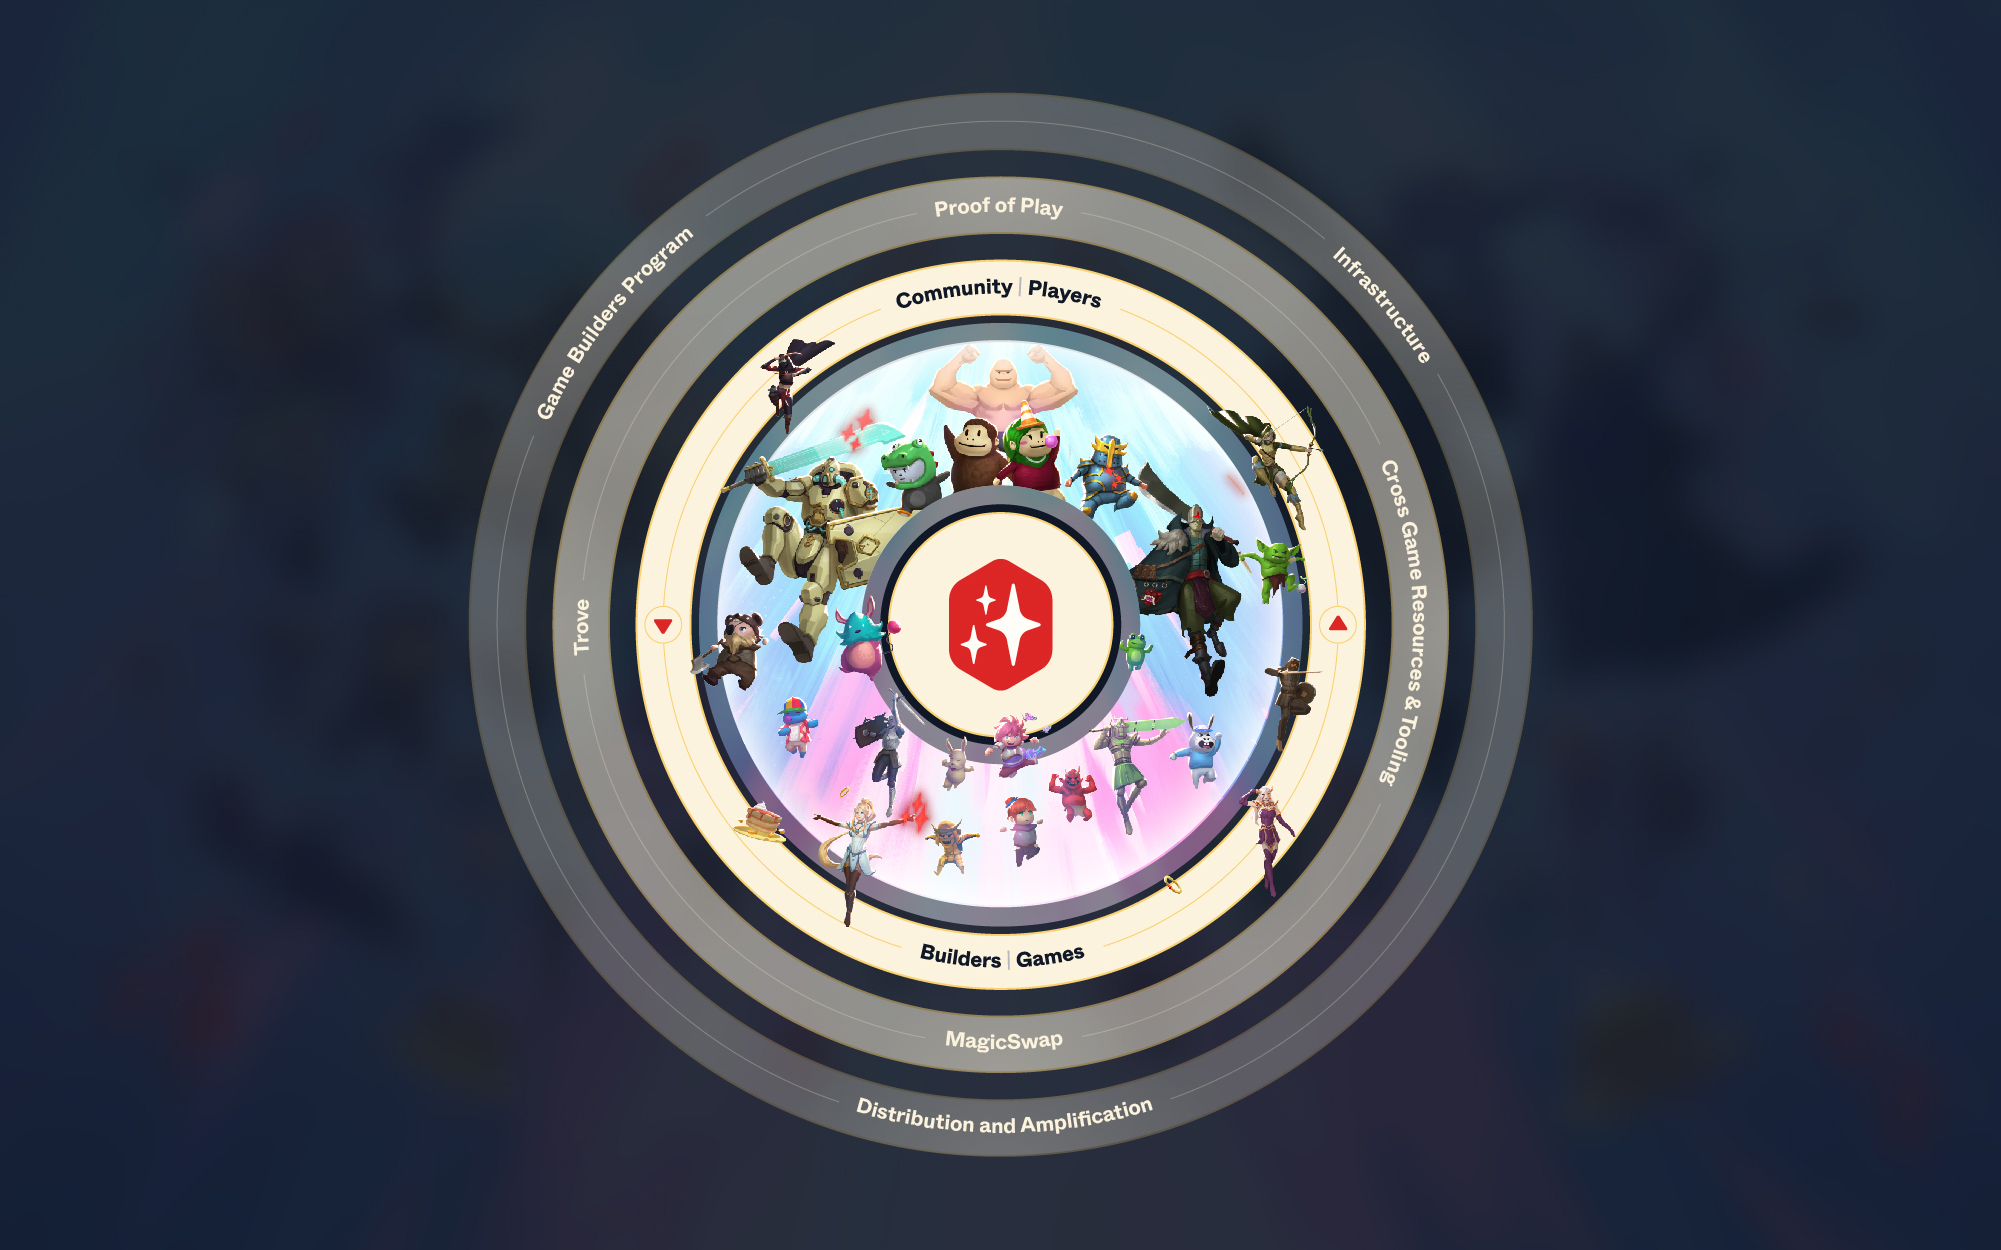 Game Builders Program
Infrastructure
Distribution and Amplification
Proof of Play
Trove
Cross Game Resources & Tooling
MagicSwap
Community | Players
Builders | Games